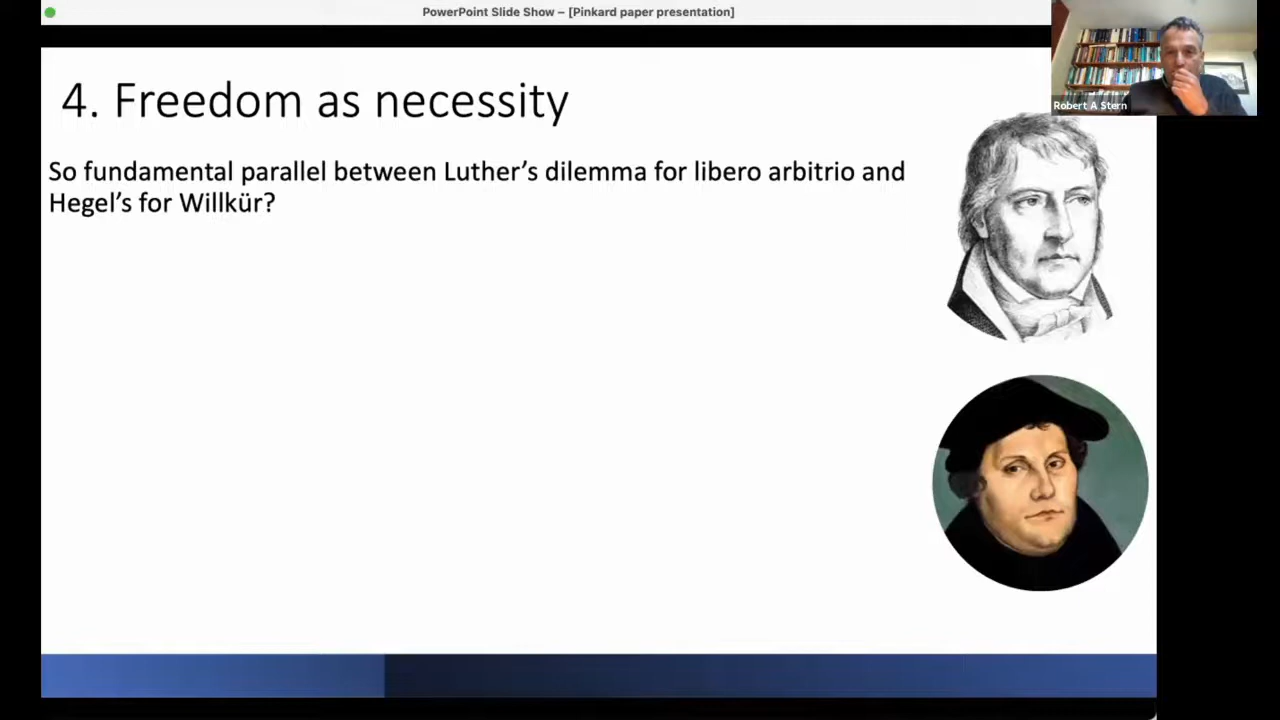 PowerPoint Slide Show – [Pinkard paper presentation]
Robert A Stern
4. Freedom as necessity
So fundamental parallel between Luther’s dilemma for libero arbitrio and
Hegel’s for Willkür?